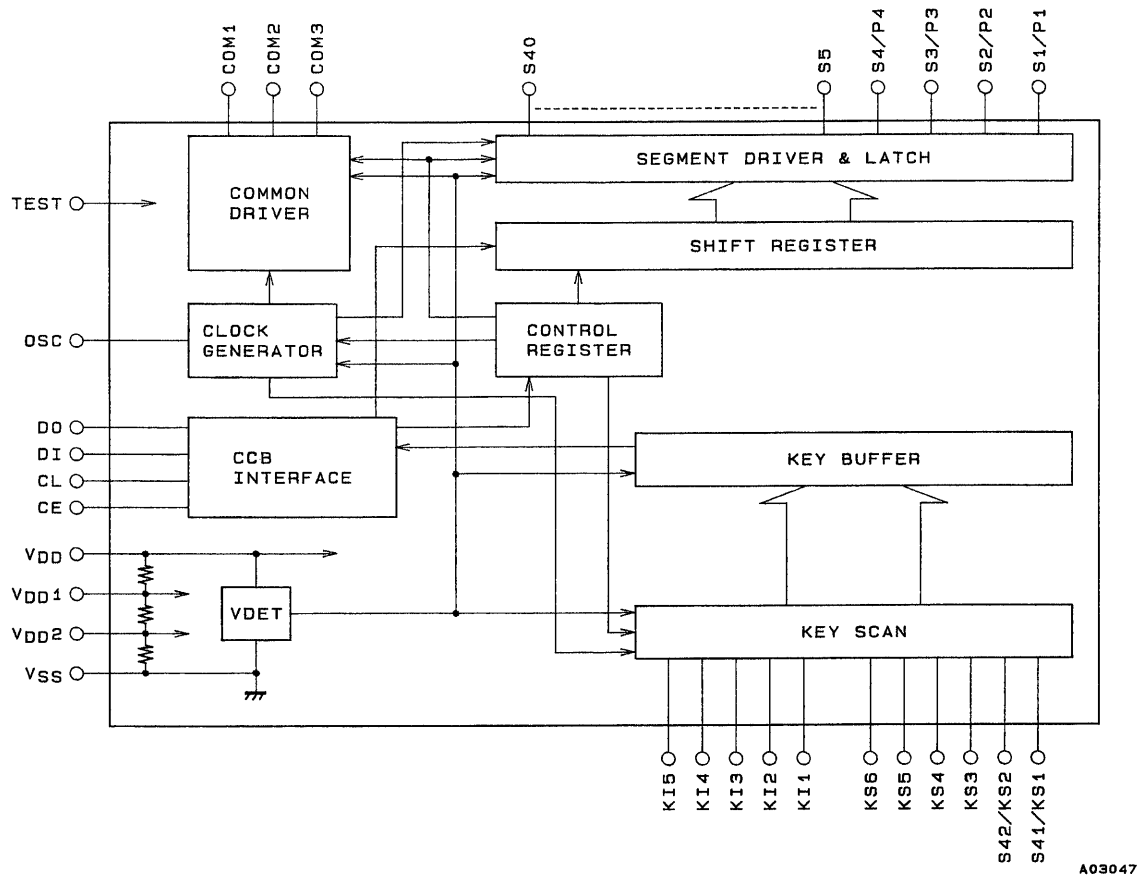 COM1
COM2
COM3
S40
S5
S4/P4
S3/P3
S2/P2
S1/P1
TEST
COMMON
DRIVER
SEGMENT DRIVER & LATCH
SHIFT REGISTER
OSC
CLOCK
GENERATOR
CONTROL
REGISTER
DO
DI
CL
CE
CCB
INTERFACE
KEY BUFFER
VDD
VDD1
VDD2
VSS
VDET
KEY SCAN
KI5
KI4
KI3
KI2
KI1
KS6
KS5
KS4
KS3
S42/KS2
S41/KS1
A03047